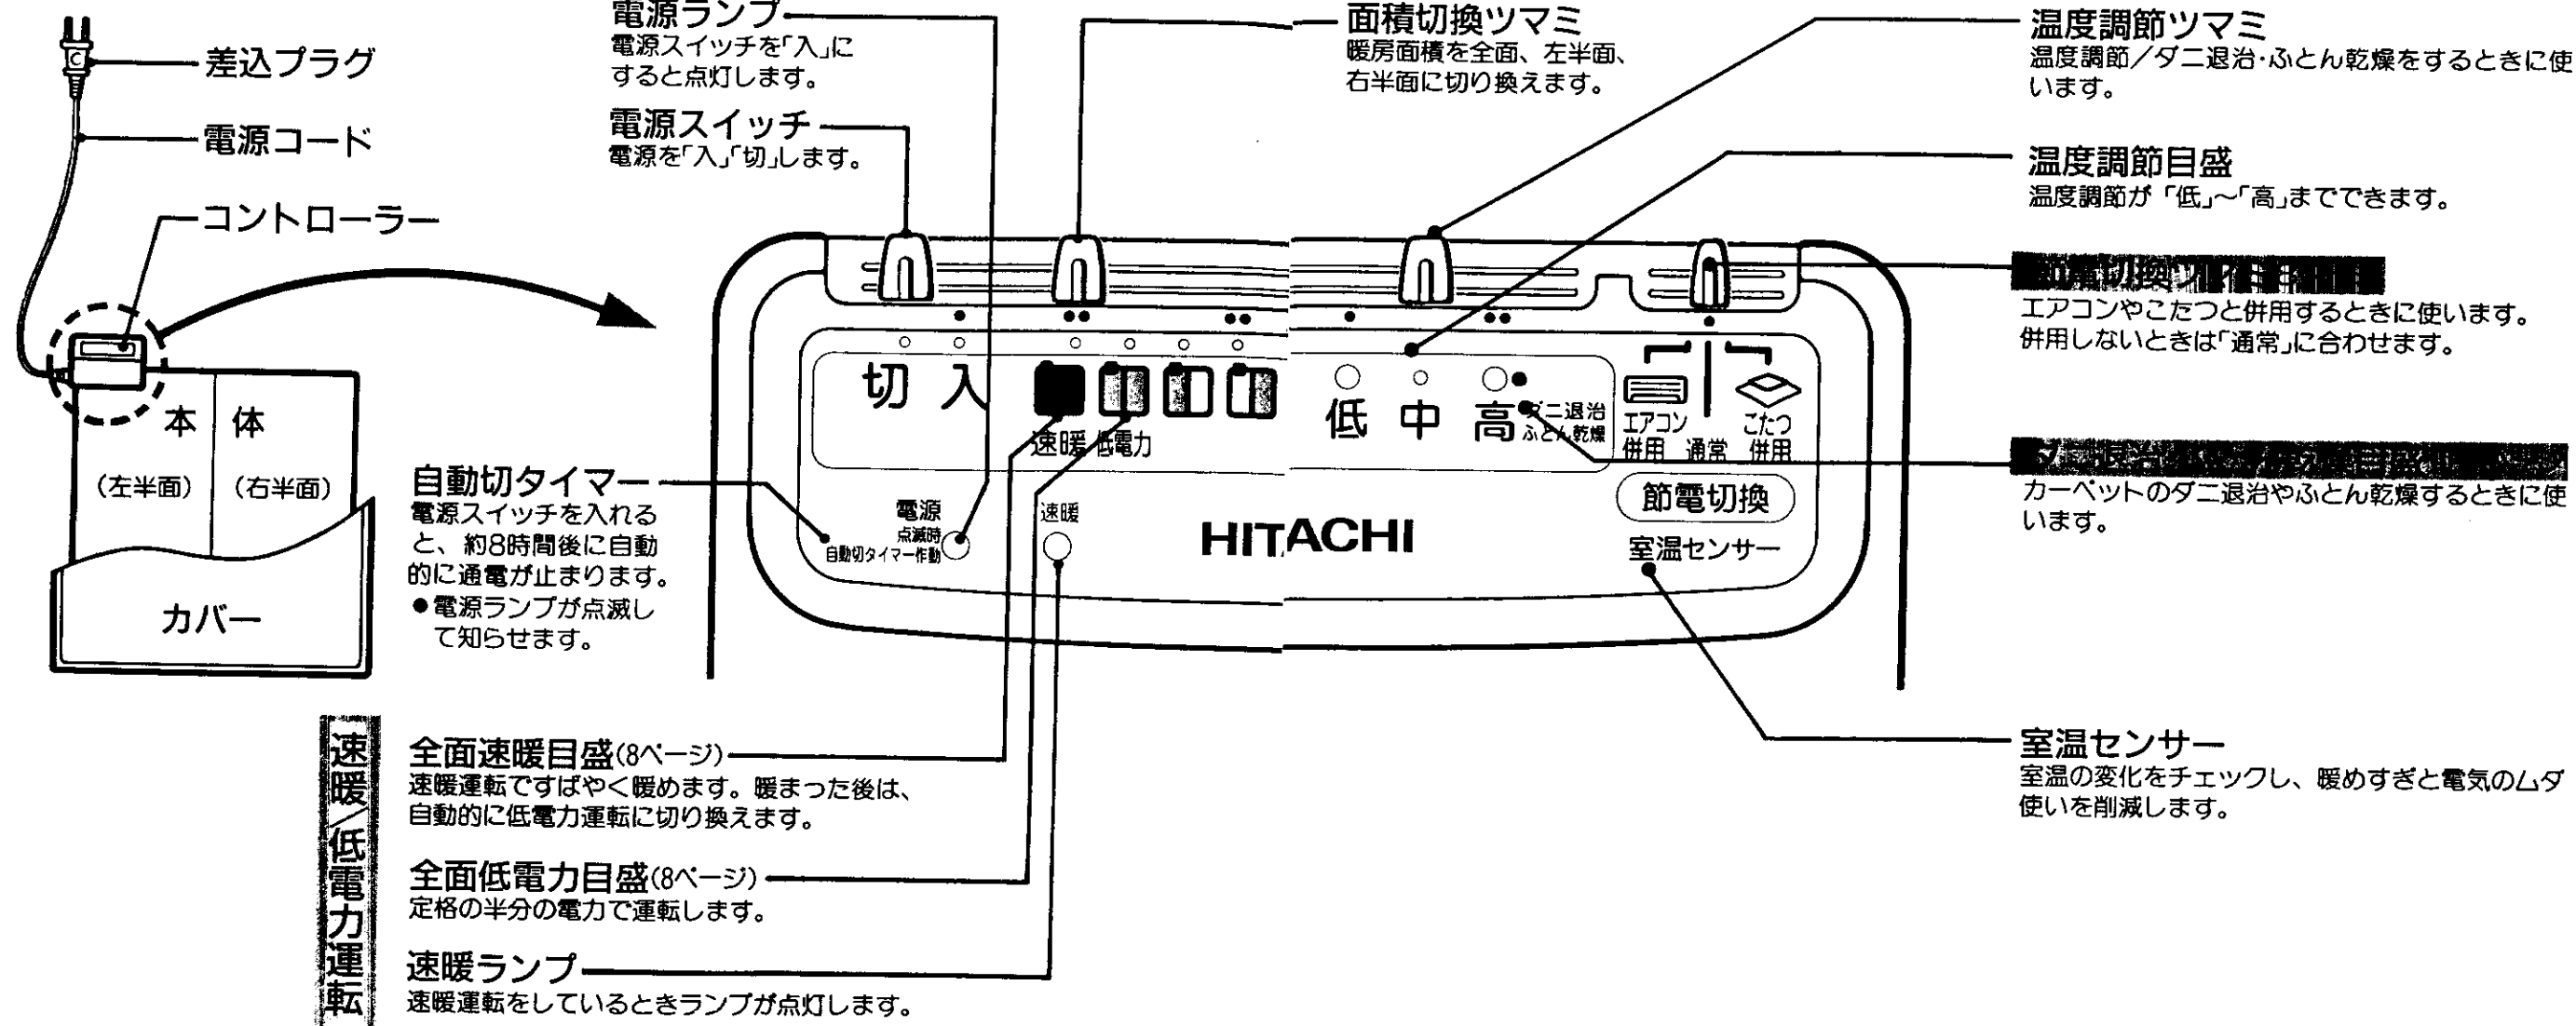 差込プラグ
電源コード
コントローラー
本体
(左半面)
(右半面)
カバー
電源ランプ
電源スイッチを「入」に
すると点灯します。
電源スイッチ
電源を「入」「切」します。
面積切換ツマミ
暖房面積を全面、左半面、
右半面に切り換えます。
温度調節ツマミ
温度調節/ダニ退治・ふとん乾燥をするときに使
います。
温度調節目盛
温度調節が「低」〜「高」までできます。
節電切換ツマミ
エアコンやこたつと併用するときに使います。
併用しないときは「通常」に合わせます。
カーペットのダニ退治やふとん乾燥するときに使
います。
室温センサー
室温の変化をチェックし、暖めすぎと電気のムダ
使いを削減します。
切 入
速暖 低電力
低 中 高
ダニ退治
ふとん乾燥
エアコン
併用
通常
こたつ
併用
節電切換
室温センサー
電源
点滅時
自動切タイマー作動
速暖
HITACHI
自動切タイマー
電源スイッチを入れる
と、約8時間後に自動
的に通電が止まります。
●電源ランプが点滅し
て知らせます。
速暖/低電力運転
全面速暖目盛(8ページ)
速暖運転ですばやく暖めます。暖まった後は、
自動的に低電力運転に切り換えます。
全面低電力目盛(8ページ)
定格の半分の電力で運転します。
速暖ランプ
速暖運転をしているときランプが点灯します。